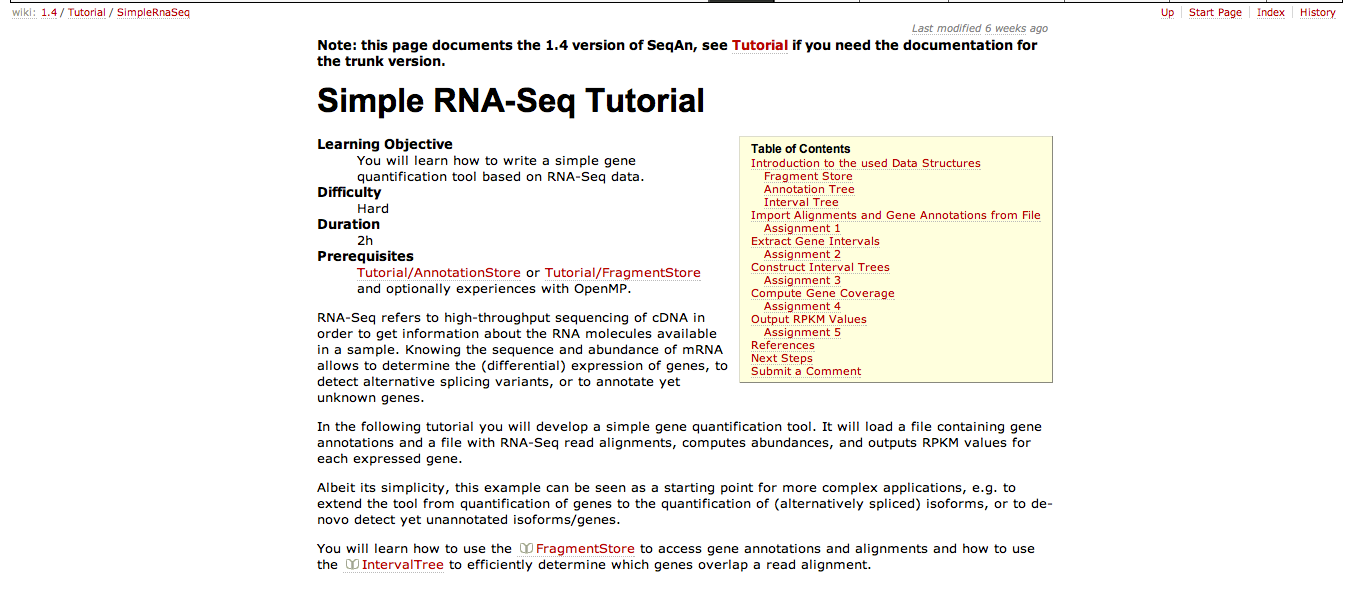 wiki: 1.4 / Tutorial / SimpleRnaSeq
Up Start Page Index History
Last modified 6 weeks ago
Note: this page documents the 1.4 version of SeqAn, see Tutorial if you need the documentation for
the trunk version.
Simple RNA-Seq Tutorial
Learning Objective
You will learn how to write a simple gene
quantification tool based on RNA-Seq data.
Difficulty
Hard
Duration
2h
Prerequisites
Tutorial/AnnotationStore or Tutorial/FragmentStore
and optionally experiences with OpenMP.
Table of Contents
Introduction to the used Data Structures
Fragment Store
Annotation Tree
Interval Tree
Import Alignments and Gene Annotations from File
Assignment 1
Extract Gene Intervals
Assignment 2
Construct Interval Trees
Assignment 3
Compute Gene Coverage
Assignment 4
Output RPKM Values
Assignment 5
References
Next Steps
Submit a Comment
RNA-Seq refers to high-throughput sequencing of cDNA in
order to get information about the RNA molecules available
in a sample. Knowing the sequence and abundance of mRNA
allows to determine the (differential) expression of genes, to
detect alternative splicing variants, or to annotate yet
unknown genes.
In the following tutorial you will develop a simple gene quantification tool. It will load a file containing gene
annotations and a file with RNA-Seq read alignments, computes abundances, and outputs RPKM values for
each expressed gene.
Albeit its simplicity, this example can be seen as a starting point for more complex applications, e.g. to
extend the tool from quantification of genes to the quantification of (alternatively spliced) isoforms, or to de-
novo detect yet unannotated isoforms/genes.
You will learn how to use the FragmentStore to access gene annotations and alignments and how to use
the IntervalTree to efficiently determine which genes overlap a read alignment.